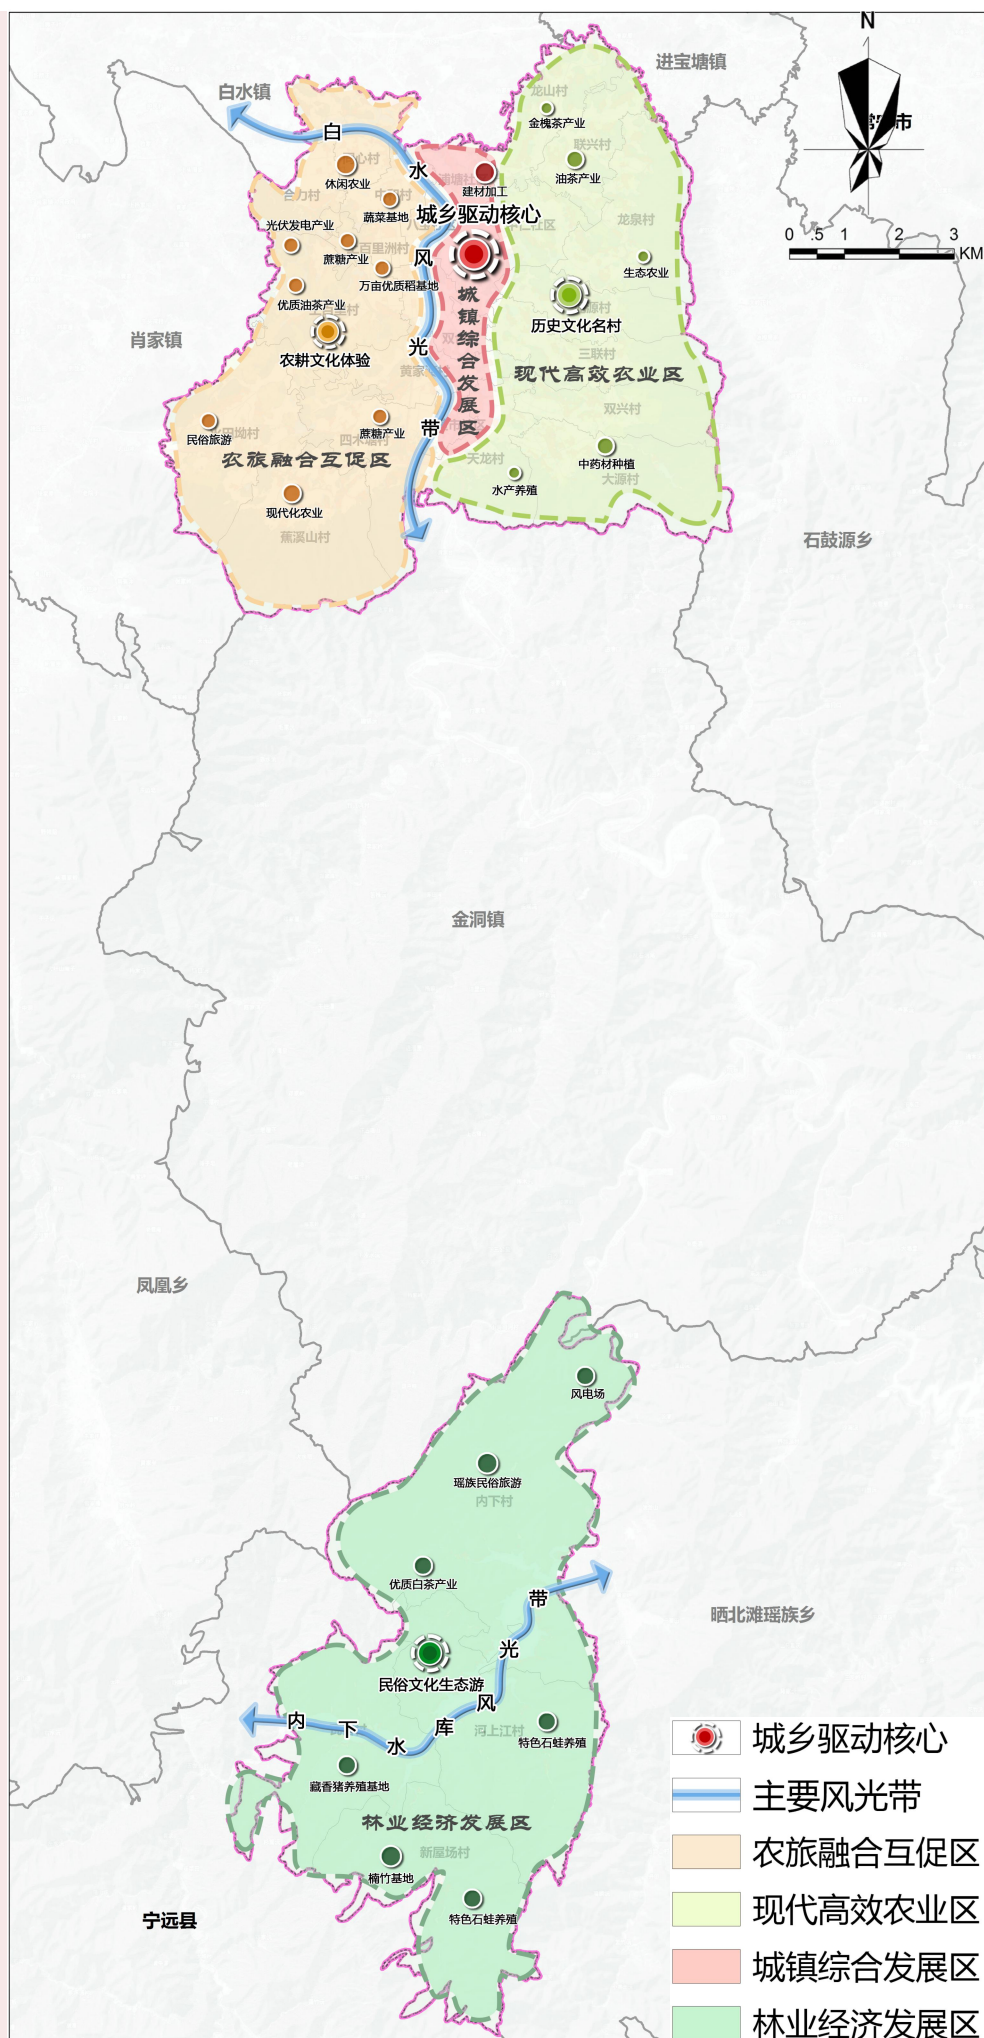 N
进宝塘镇
白水镇
龙山村
金槐茶产业
市
白
联兴村
油茶产业
水
休闲农业
建材加工
合力村
蔬菜基地
城乡驱动核心
光伏发电产业
龙泉村
0 .5 1 2 3
KM
百里洲村
风
蔗糖产业
生态农业
万亩优质稻基地
优质油茶产业
城镇综合发展区
历史文化名村
肖家镇
光
农耕文化体验
三联村
现代高效农业区
双兴村
带
民俗旅游
蔗糖产业
农旅融合互促区
天龙村
中药材种植
大源村
水产养殖
现代化农业
蕉溪山村
石鼓源乡
金洞镇
凤凰乡
风电场
瑶族民俗旅游
内下村
优质白茶产业
带
晒北滩瑶族乡
光
民俗文化生态游
风
内
下
水
库
河上江村
特色石蛙养殖
藏香猪养殖基地
林业经济发展区
新屋场村
楠竹基地
特色石蛙养殖
宁远县
城乡驱动核心
主要风光带
农旅融合互促区
现代高效农业区
城镇综合发展区
林业经济发展区